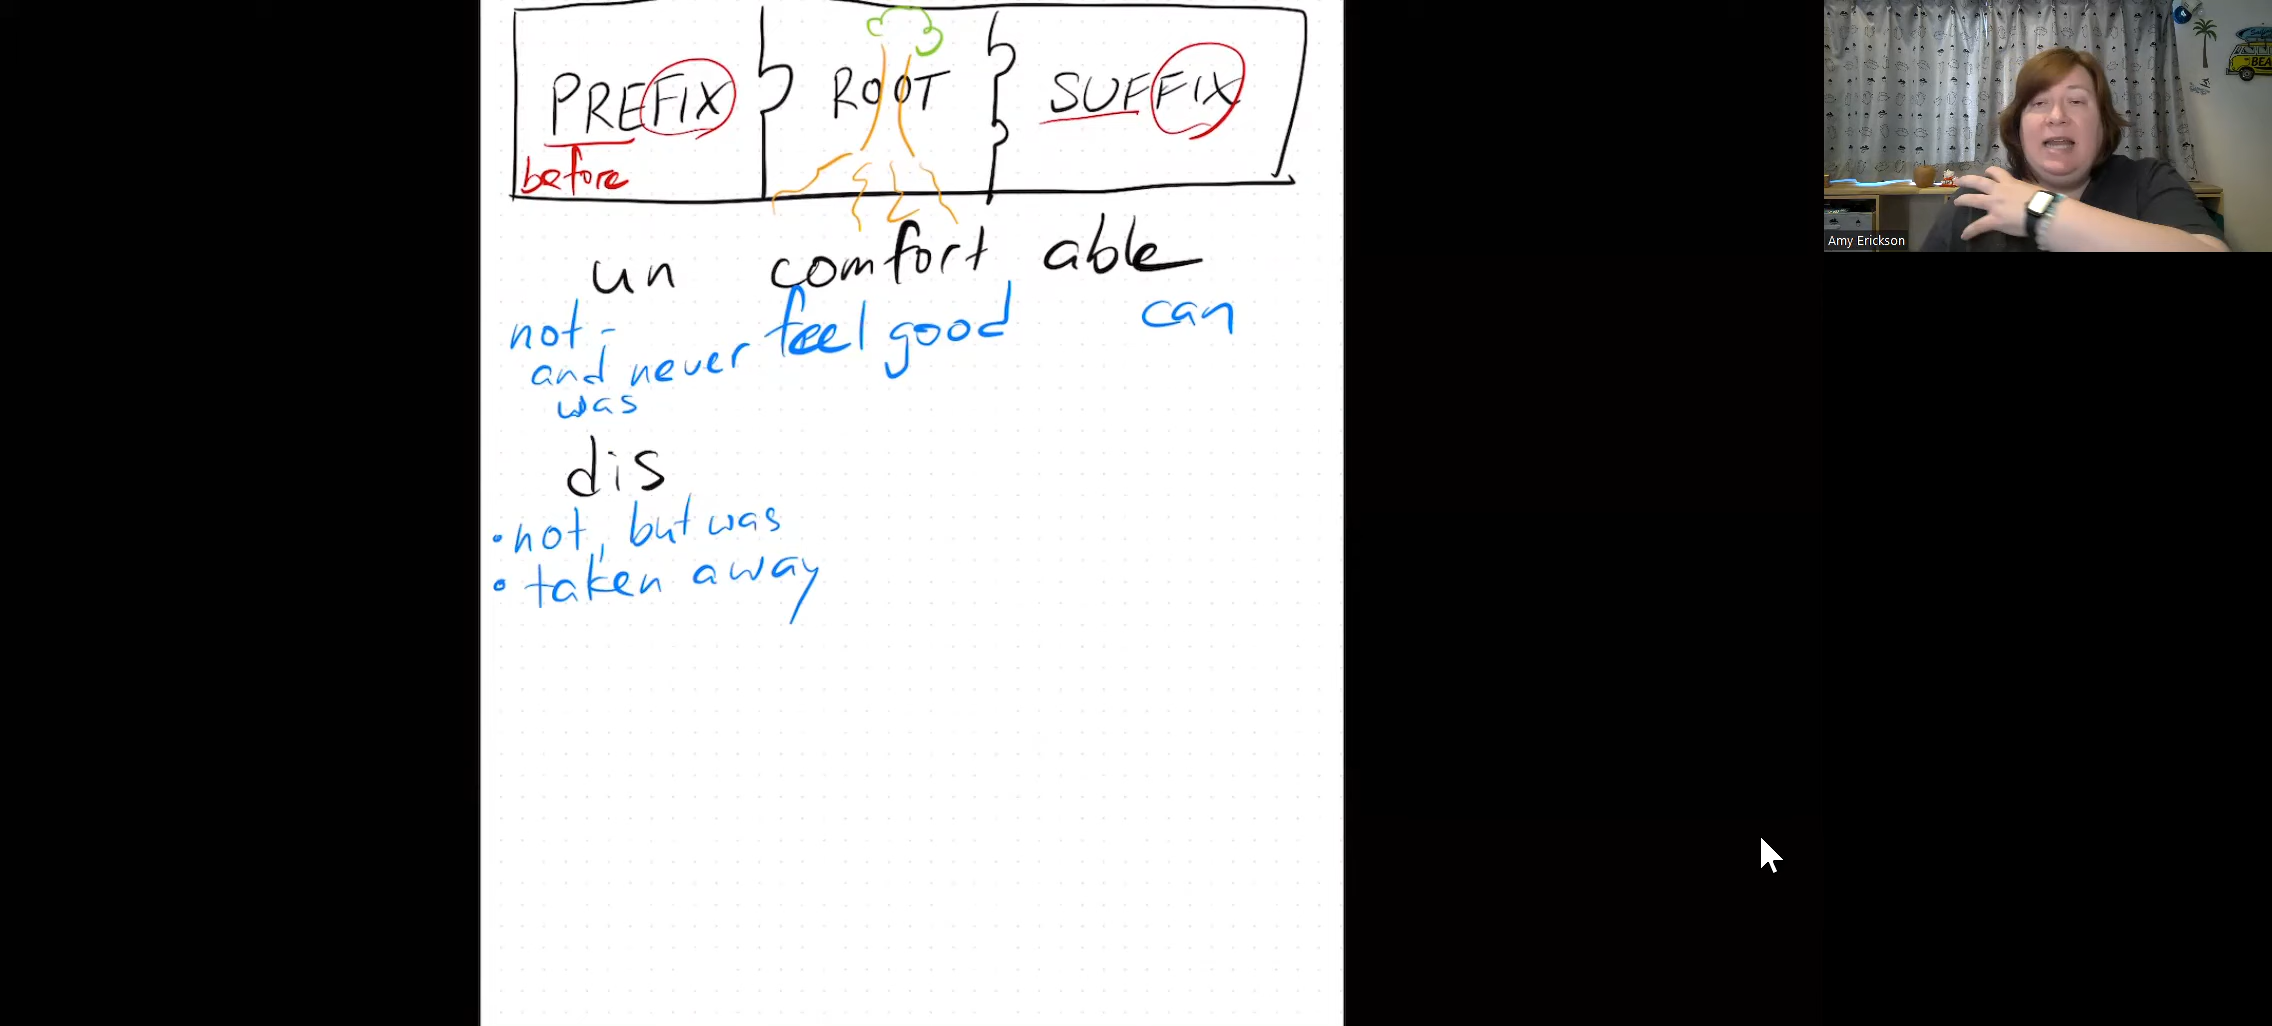 PREFIX ROOT SUFFIX
before
un comfort able
not - feel good can
and never
was
dis
• not, but was
• taken away
Amy Erickson
BEA